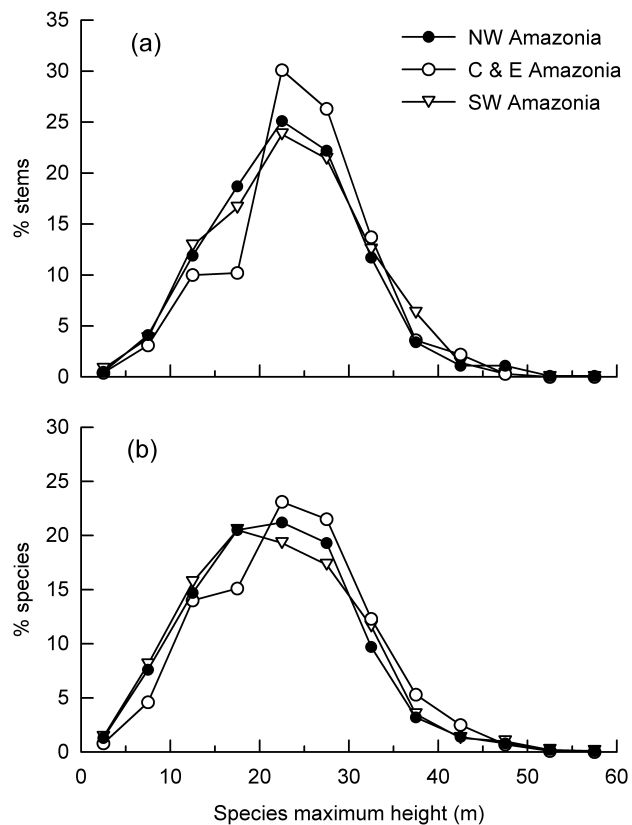 (a)
NW Amazonia
C & E Amazonia
SW Amazonia
35
30
25
20
15
10
5
0
% stems
(b)
30
25
20
15
10
5
0
% species
0 10 20 30 40 50 60
Species maximum height (m)